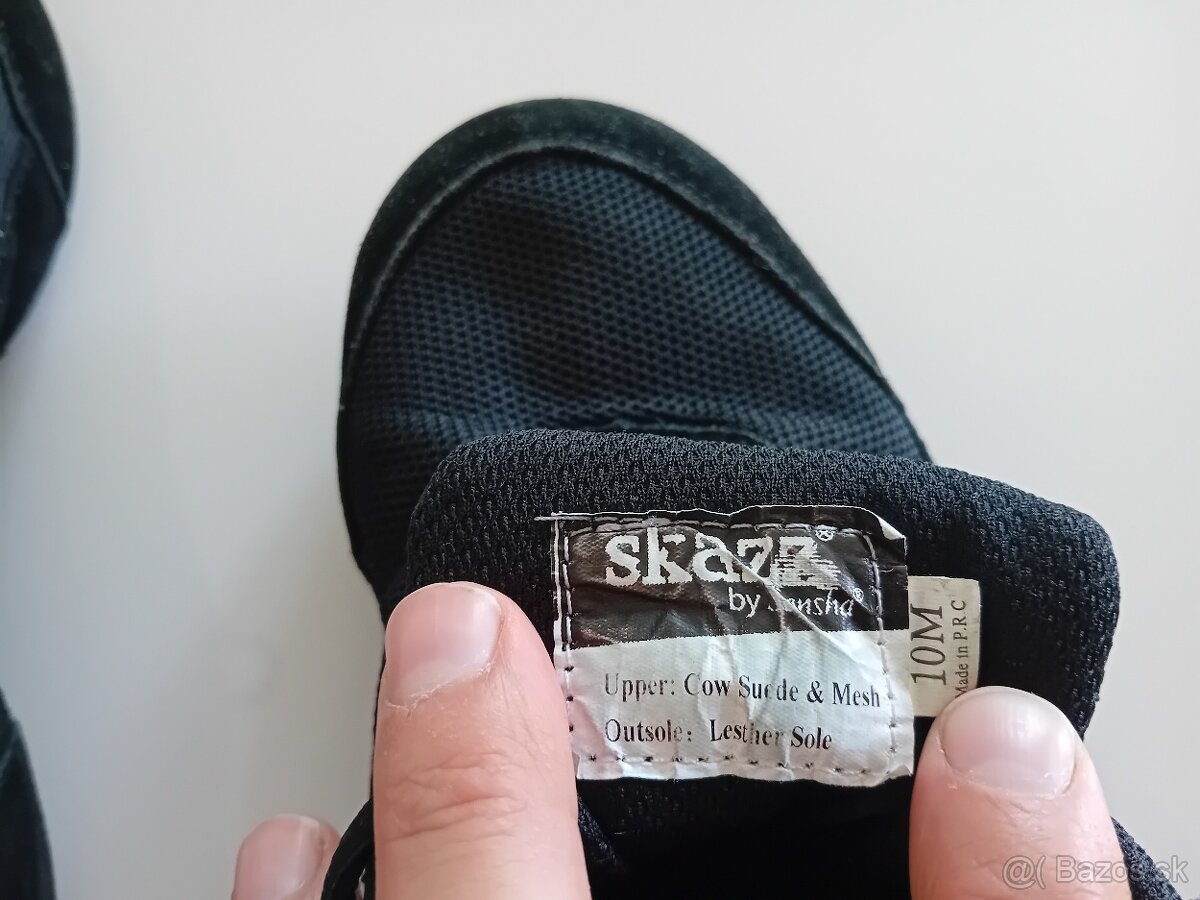 skazz®
by Sansha®
Upper: Cow Suede & Mesh
Outsole: Lesther Sole
10M
Made in P.R.C
@( Bazos.sk